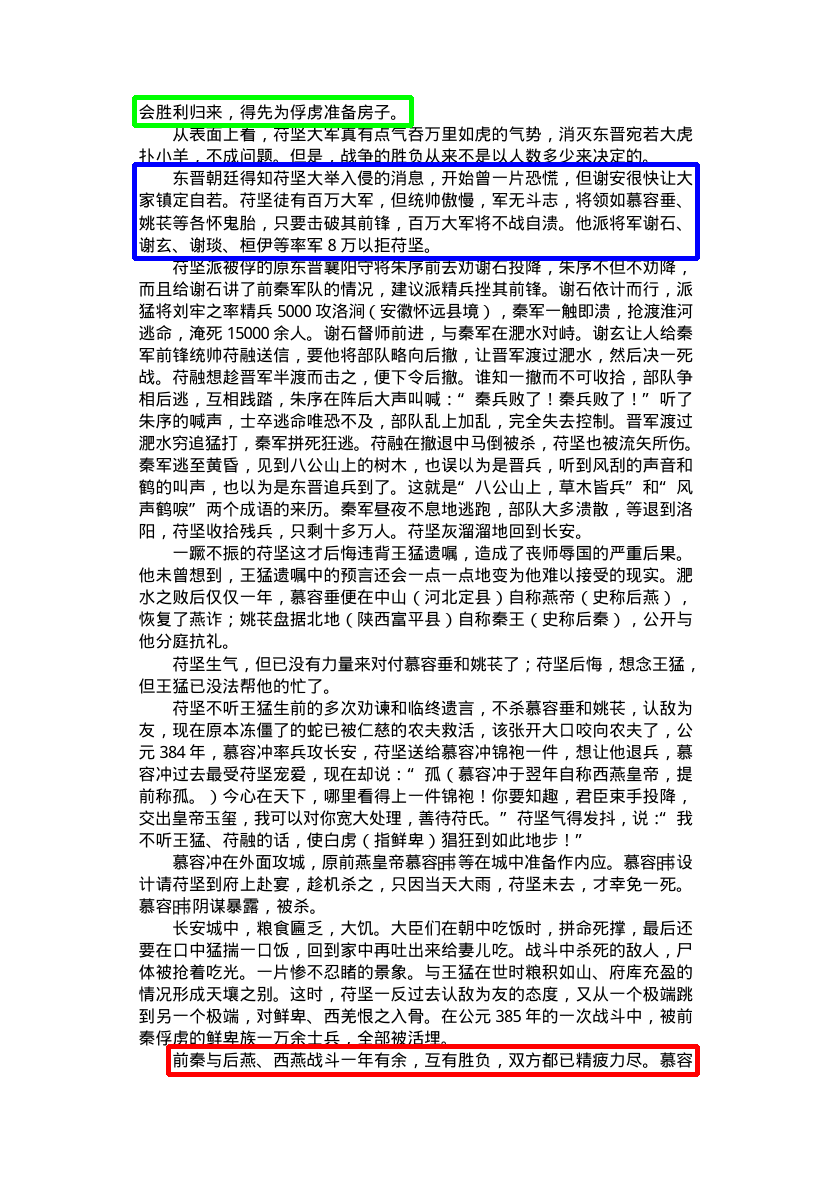 会胜利归来，得先为俘虏准备房子。
从表面上看，苻坚大军真有点气吞万里如虎的气势，消灭东晋宛若大虎
扑小羊，不成问题。但是，战争的胜负从来不是以人数多少来决定的。
东晋朝廷得知苻坚大举入侵的消息，开始曾一片恐慌，但谢安很快让大
家镇定自若。苻坚徒有百万大军，但统帅傲慢，军无斗志，将领如慕容垂、
姚苌等各怀鬼胎，只要击破其前锋，百万大军将不战自溃。他派将军谢石、
谢玄、谢琰、桓伊等率军 8 万以拒苻坚。
苻坚派被俘的原东晋襄阳守将朱序前去劝谢石投降，朱序不但不劝降，
而且给谢石讲了前秦军队的情况，建议派精兵挫其前锋。谢石依计而行，派
猛将刘牢之率精兵 5000 攻洛涧（安徽怀远县境），秦军一触即溃，抢渡淮河
逃命，淹死 15000 余人。谢石督师前进，与秦军在淝水对峙。谢玄让人给秦
军前锋统帅苻融送信，要他将部队略向后撤，让晋军渡过淝水，然后决一死
战。苻融想趁晋军半渡而击之，便下令后撤。谁知一撤而不可收拾，部队争
相后逃，互相践踏，朱序在阵后大声叫喊：“ 秦兵败了！秦兵败了！” 听了
朱序的喊声，士卒逃命唯恐不及，部队乱上加乱，完全失去控制。晋军渡过
淝水穷追猛打，秦军拼死狂逃。苻融在撤退中马倒被杀，苻坚也被流矢所伤。
秦军逃至黄昏，见到八公山上的树木，也误以为是晋兵，听到风刮的声音和
鹤的叫声，也以为是东晋追兵到了。这就是“ 八公山上，草木皆兵” 和“ 风
声鹤唳” 两个成语的来历。秦军昼夜不息地逃跑，部队大多溃散，等退到洛
阳，苻坚收拾残兵，只剩十多万人。苻坚灰溜溜地回到长安。
一蹶不振的苻坚这才后悔违背王猛遗嘱，造成了丧师辱国的严重后果。
他未曾想到，王猛遗嘱中的预言还会一点一点地变为他难以接受的现实。淝
水之败后仅仅一年，慕容垂便在中山（河北定县）自称燕帝（史称后燕），
恢复了燕诈；姚苌盘据北地（陕西富平县）自称秦王（史称后秦），公开与
他分庭抗礼。
苻坚生气，但已没有力量来对付慕容垂和姚苌了；苻坚后悔，想念王猛，
但王猛已没法帮他的忙了。
苻坚不听王猛生前的多次劝谏和临终遗言，不杀慕容垂和姚苌，认敌为
友，现在原本冻僵了的蛇已被仁慈的农夫救活，该张开大口咬向农夫了，公
元 384 年，慕容冲率兵攻长安，苻坚送给慕容冲锦袍一件，想让他退兵，慕
容冲过去最受苻坚宠爱，现在却说：“ 孤（慕容冲于翌年自称西燕皇帝，提
前称孤。）今心在天下，哪里看得上一件锦袍！你要知趣，君臣束手投降，
交出皇帝玉玺，我可以对你宽大处理，善待苻氏。” 苻坚气得发抖，说：“ 我
不听王猛、苻融的话，使白虏（指鲜卑）猖狂到如此地步！”
慕容冲在外面攻城，原前燕皇帝慕容㬙等在城中准备作内应。慕容㬙设
计请苻坚到府上赴宴，趁机杀之，只因当天大雨，苻坚未去，才幸免一死。
慕容㬙阴谋暴露，被杀。
长安城中，粮食匾乏，大饥。大臣们在朝中吃饭时，拼命死撑，最后还
要在口中猛揣一口饭，回到家中再吐出来给妻儿吃。战斗中杀死的敌人，尸
体被抢着吃光。一片惨不忍睹的景象。与王猛在世时粮积如山、府库充盈的
情况形成天壤之别。这时，苻坚一反过去认敌为友的态度，又从一个极端跳
到另一个极端，对鲜卑、西羌恨之入骨。在公元 385 年的一次战斗中，被前
秦俘虏的鲜卑族一万余士兵，全部被活埋。
前秦与后燕、西燕战斗一年有余，互有胜负，双方都已精疲力尽。慕容